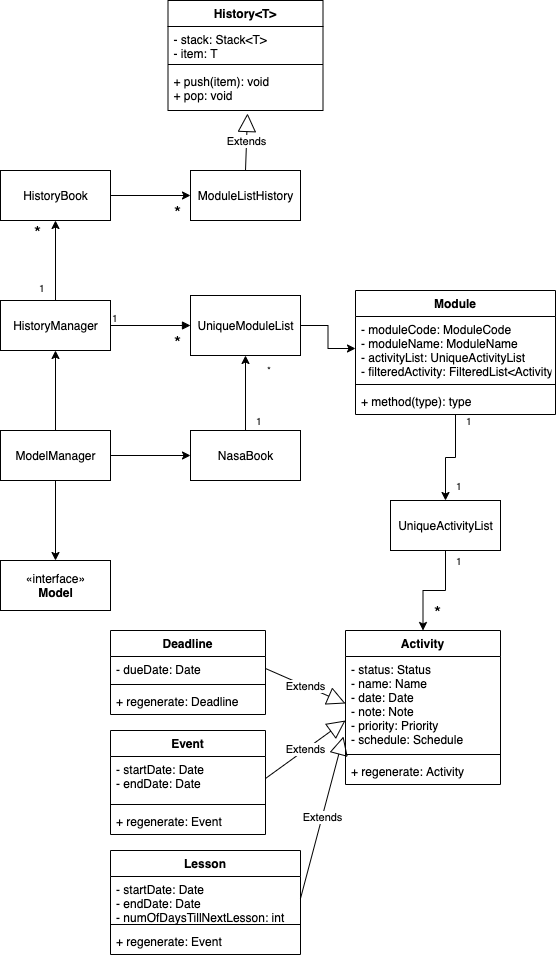 History<T>
- stack: Stack<T>
- item: T
+ push(item): void
+ pop: void
Extends
HistoryBook
ModuleListHistory
*
*
1
HistoryManager
1
*
UniqueModuleList
Module
- moduleCode: ModuleCode
- moduleName: ModuleName
- activityList: UniqueActivityList
- filteredActivity: FilteredList<Activity
+ method(type): type
*
1
1
ModelManager
NasaBook
1
UniqueActivityList
1
«interface»
Model
*
Deadline
- dueDate: Date
+ regenerate: Deadline
Extends
Activity
- status: Status
- name: Name
- date: Date
- note: Note
- priority: Priority
- schedule: Schedule
+ regenerate: Activity
Event
- startDate: Date
- endDate: Date
+ regenerate: Event
Extends
Extends
Lesson
- startDate: Date
- endDate: Date
- numOfDaysTillNextLesson: int
+ regenerate: Event